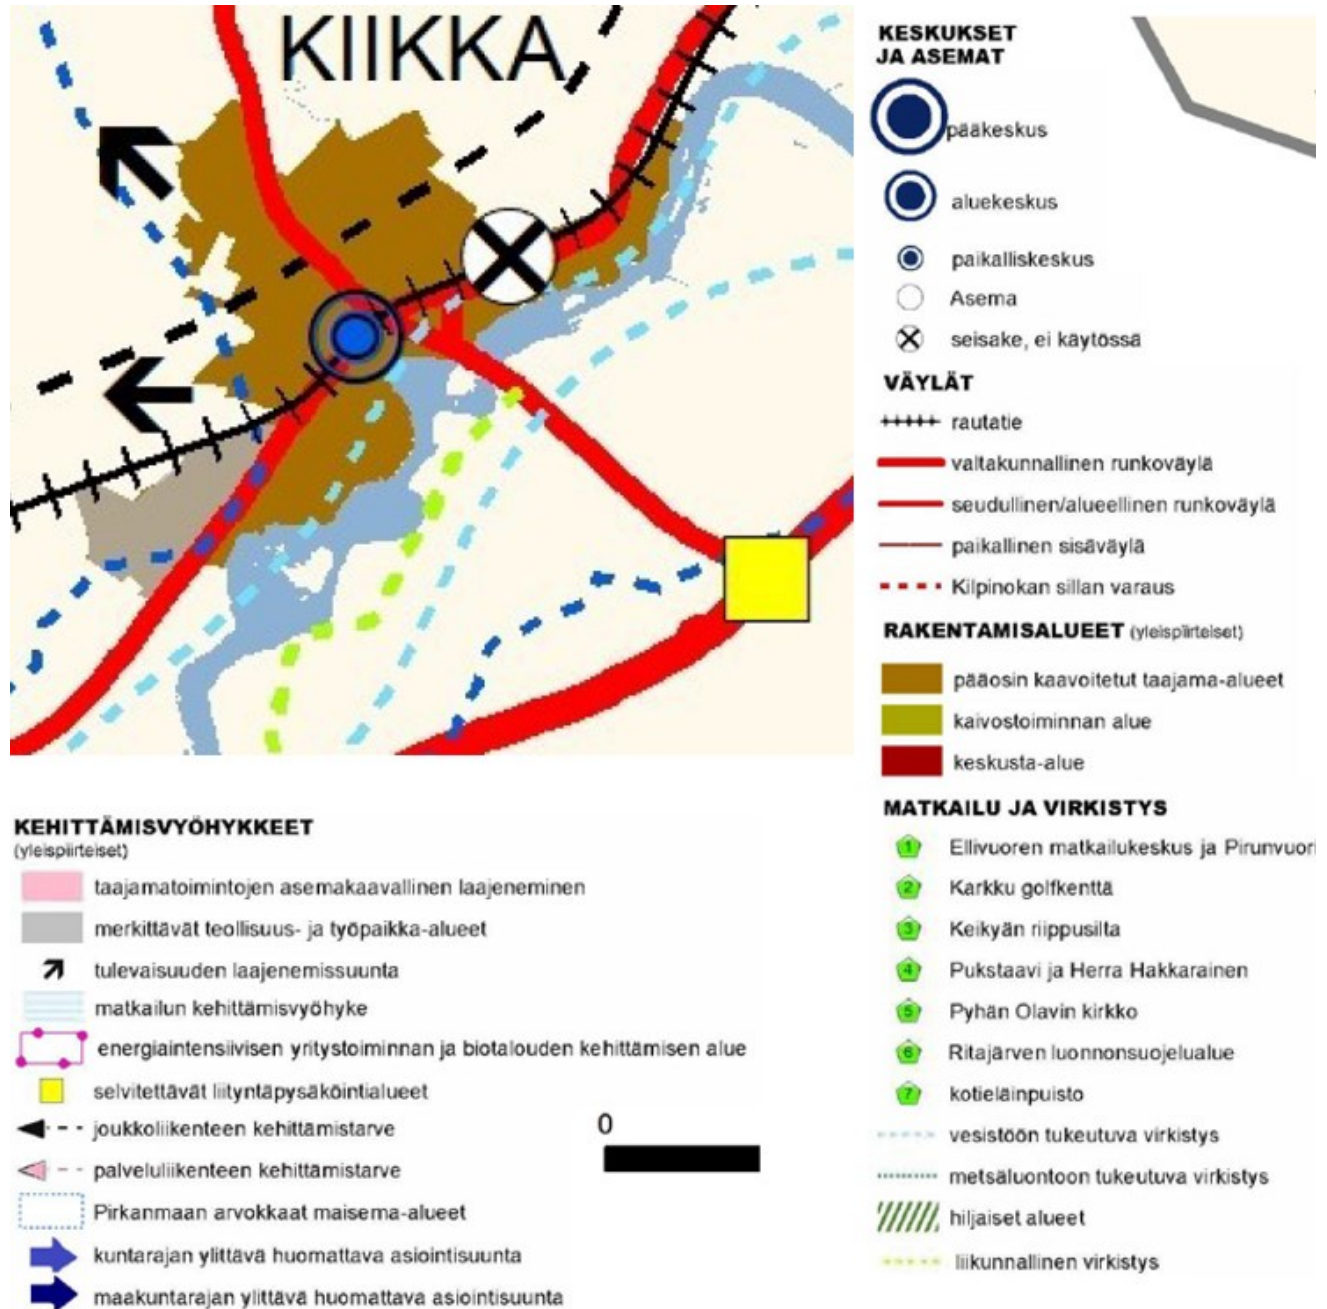 KIIKKA
KESKUKSET
JA ASEMAT
pääkeskus
aluekeskus
paikalliskeskus
Asema
seisake, ei käytössä
VÄYLÄT
rautatie
valtakunnallinen runkoväylä
seudullinen/alueellinen runkoväylä
paikallinen sisäväylä
Kilpinokan sillan varaus
RAKENTAMISALUEET (yleispiirteiset)
pääosin kaavoitetut taajama-alueet
kaivostoiminnan alue
keskusta-alue
KEHITTÄMISVYÖHYKKEET
(yleispiirteiset)
taajamatoimintojen asemakaavallinen laajeneminen
merkittävät teollisuus- ja työpaikka-alueet
tulevaisuuden laajenemissuunta
matkailun kehittämisvyöhyke
energiaintensiivisen yritystoiminnan ja biotalouden kehittämisen alue
selvitettävät liityntäpysäköintialueet
joukkoliikenteen kehittämistarve
palveluliikenteen kehittämistarve
Pirkanmaan arvokkaat maisema-alueet
kuntarajan ylittävä huomattava asiointisuunta
maakuntarajan ylittävä huomattava asiointisuunta
0
MATKAILU JA VIRKISTYS
1 Ellivuoren matkailukeskus ja Pirunvuori
2 Karkku golfkenttä
3 Keikyän riippusilta
4 Pukstaavi ja Herra Hakkarainen
5 Pyhän Olavin kirkko
6 Ritajärven luonnonsuojelualue
7 kotieläinpuisto
vesistöön tukeutuva virkistys
metsäluontoon tukeutuva virkistys
hiljaiset alueet
liikunnallinen virkistys